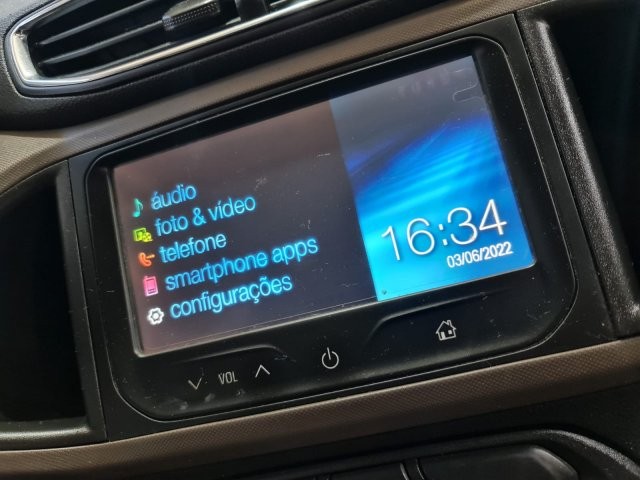 áudio
foto & vídeo
telefone
smartphone apps
configurações
16:34
03/06/2022
VOL